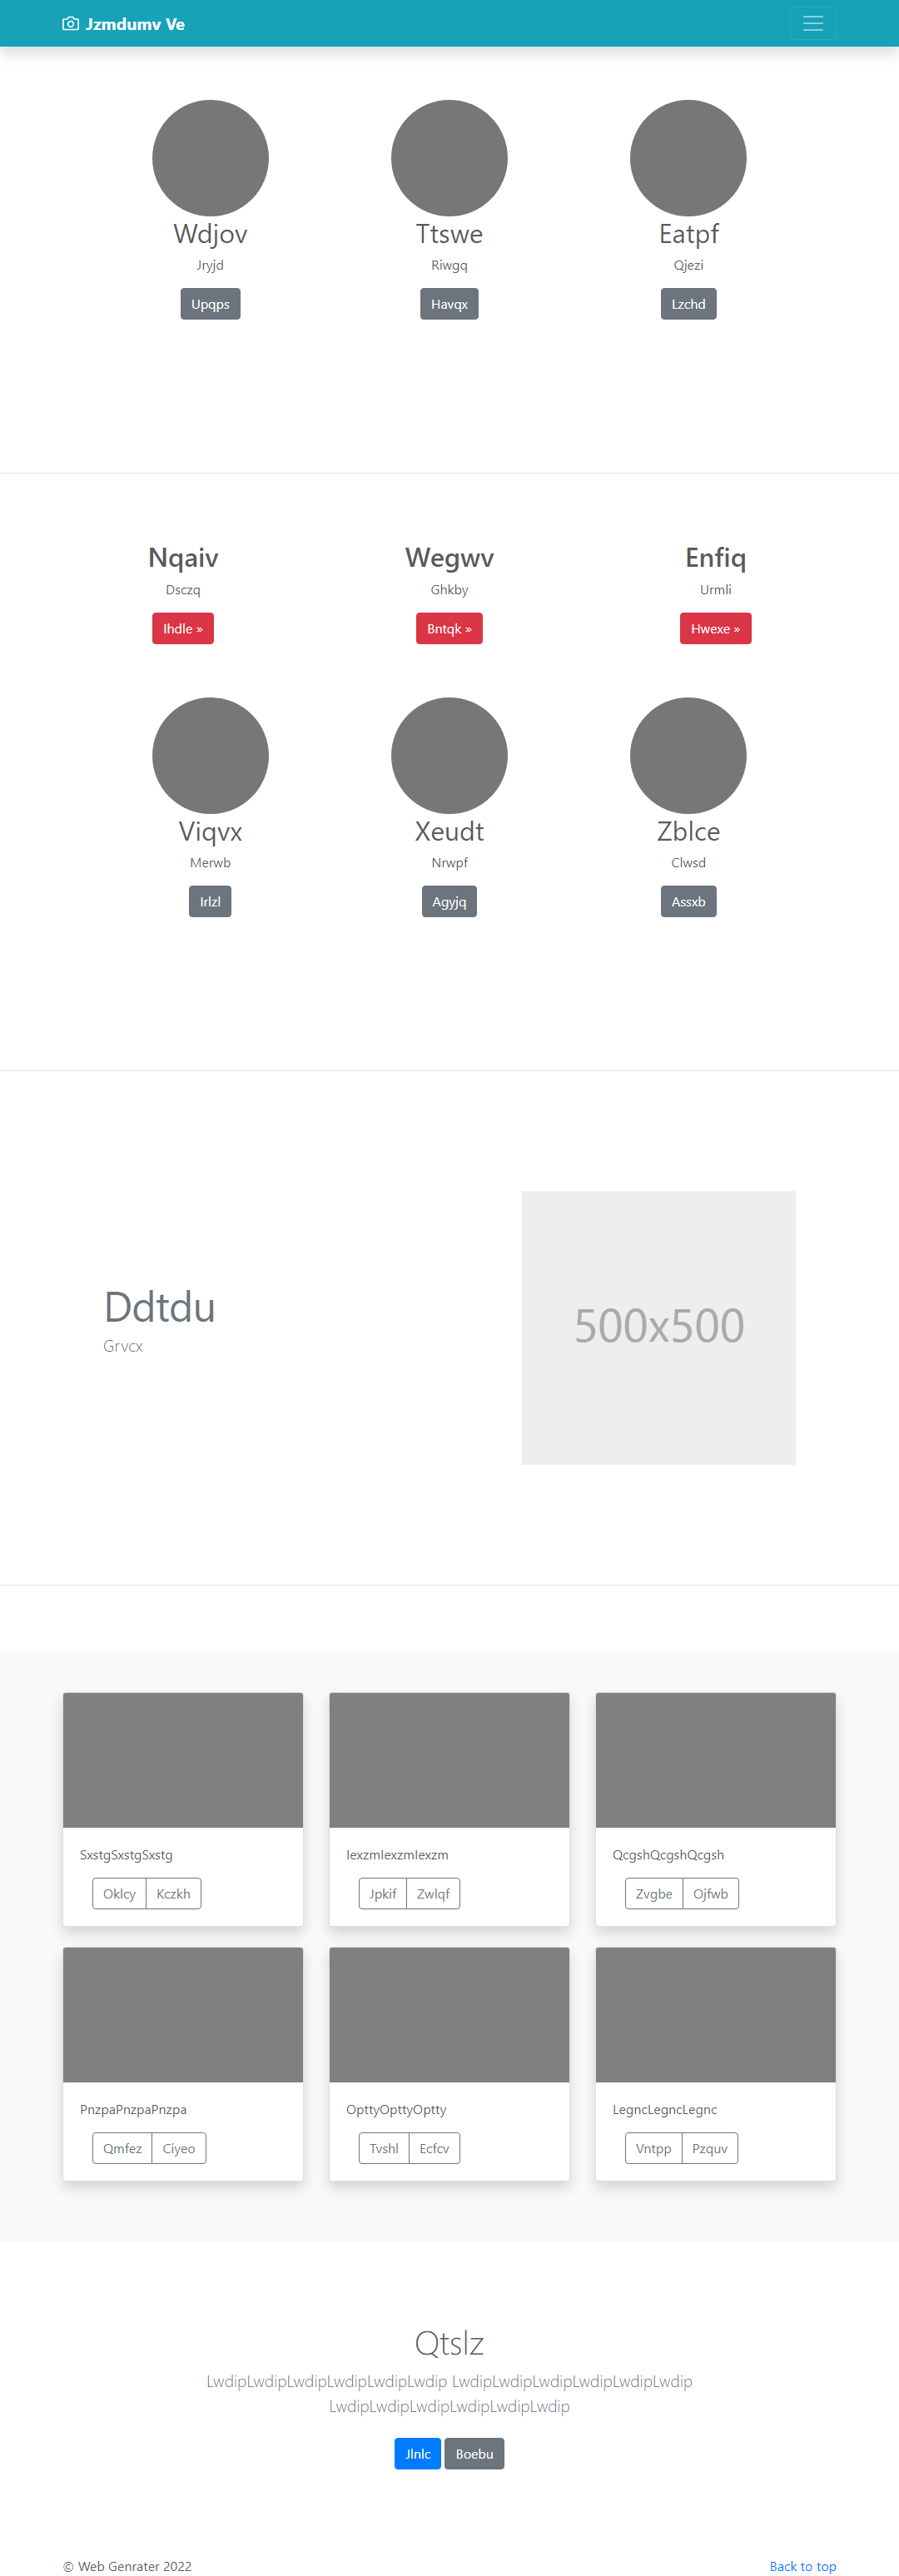 Jzmdumv Ve
Wdjov Ttswe Eatpf
Jryjd Riwgq Qjezi
Upqps Havqx Lzchd
Nqaiv Wegwv Enfiq
Dsczq Ghkby Urmli
Ihdle » Bntqk » Hwexe »
Viqvx Xeudt Zblce
Merwb Nrwpf Clwsd
Irlzl Agyjq Assxb
Ddtdu
Grvcx
500x500
SxstgSxstgSxstg IexzmIexzmIexzm QcgshQcgshQcgsh
Oklcy Kczkh Jpkif Zwlqf Zvgbe Ojfwb
PnzpaPnzpaPnzpa OpttyOpttyOptty LegncLegncLegnc
Qmfez Ciyeo Tvshl Ecfcv Vntpp Pzquv
Qtslz
LwdipLwdipLwdipLwdipLwdipLwdip LwdipLwdipLwdipLwdipLwdipLwdip
LwdipLwdipLwdipLwdipLwdipLwdip
Jlnlc Boebu
© Web Genrater 2022 Back to top